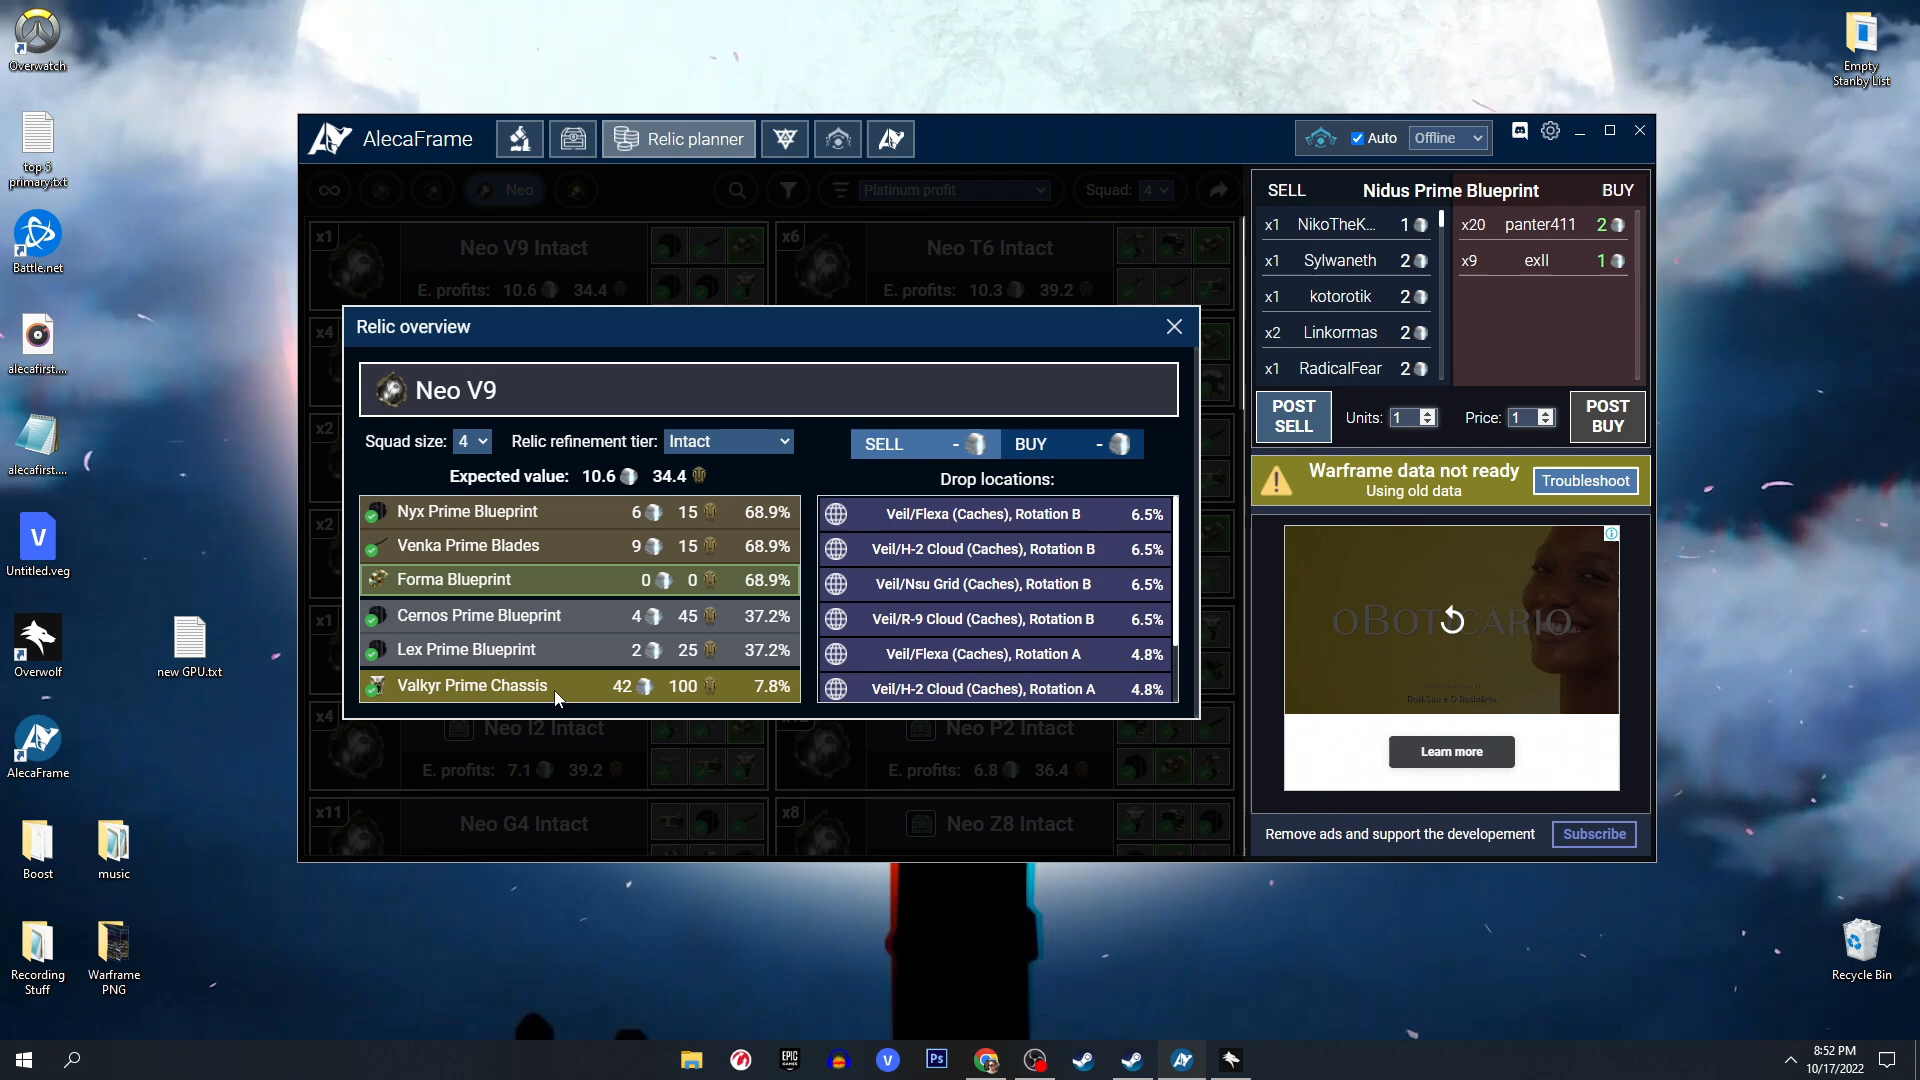 Overwatch
top 5
primary.txt
Battle.net
alecafirst....
alecafirst....
Untitled.veg
Overwolf
new GPU.txt
AlecaFrame
Boost
music
Recording
Stuff
Warframe
PNG
Empty
Stanby List
Recycle Bin
AlecaFrame
Relic planner
Auto
Offline
Neo
Platinum profit
Squad: 4
x1
Neo V9 Intact
E. profits: 10.6 34.4
x6
Neo T6 Intact
E. profits: 10.3 39.2
x4
x2
x2
x1
Relic overview
Neo V9
Squad size: 4
Relic refinement tier: Intact
SELL -
BUY -
Expected value: 10.6 34.4
Drop locations:
Nyx Prime Blueprint 6 15 68.9%
Venka Prime Blades 9 15 68.9%
Forma Blueprint 0 0 68.9%
Cernos Prime Blueprint 4 45 37.2%
Lex Prime Blueprint 2 25 37.2%
Valkyr Prime Chassis 42 100 7.8%
Veil/Flexa (Caches), Rotation B 6.5%
Veil/H-2 Cloud (Caches), Rotation B 6.5%
Veil/Nsu Grid (Caches), Rotation B 6.5%
Veil/R-9 Cloud (Caches), Rotation B 6.5%
Veil/Flexa (Caches), Rotation A 4.8%
Veil/H-2 Cloud (Caches), Rotation A 4.8%
x4
Neo I2 Intact
E. profits: 7.1 39.2
Neo P2 Intact
E. profits: 6.8 36.4
x11
Neo G4 Intact
x8
Neo Z8 Intact
SELL
Nidus Prime Blueprint
BUY
x1 NikoTheK... 1
x1 Sylwaneth 2
x1 kotorotik 2
x2 Linkormas 2
x1 RadicalFear 2
x20 panter411 2
x9 exll 1
POST
SELL
Units: 1
Price: 1
POST
BUY
Warframe data not ready
Using old data
Troubleshoot
OBOTICÁRIO
Learn more
Remove ads and support the developement
Subscribe
EPIC
GAMES
V
Ps
8:52 PM
10/17/2022